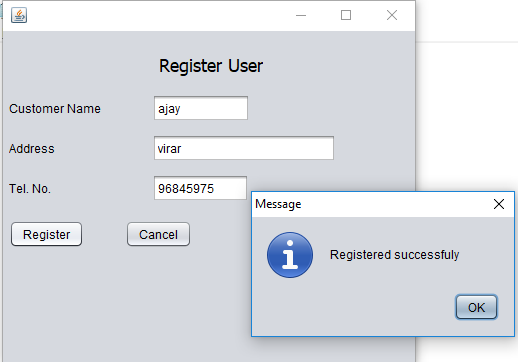 Register User
Customer Name ajay
Address virar
Tel. No. 96845975
Register Cancel
Message
Registered successfuly
OK